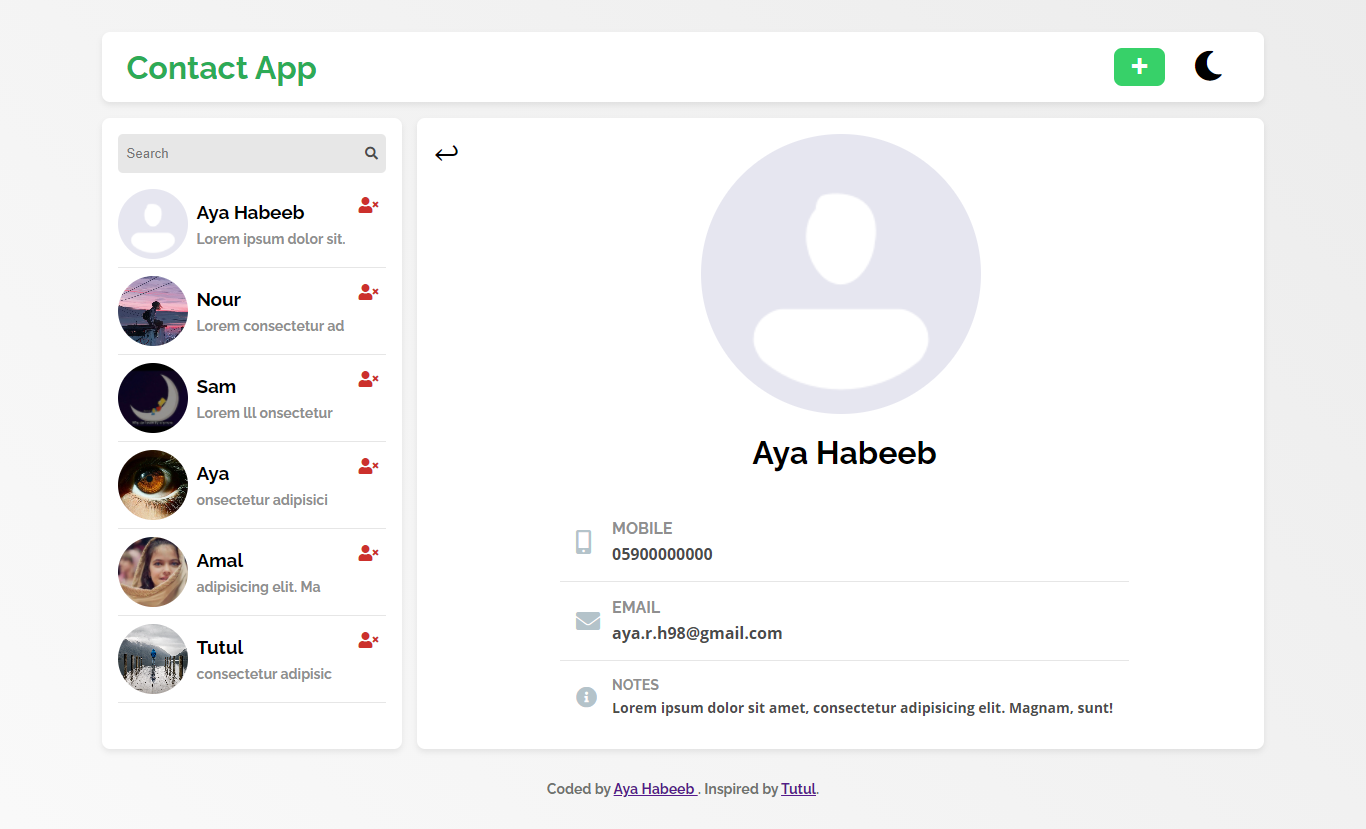 Contact App
Search
Aya Habeeb
Lorem ipsum dolor sit.
Nour
Lorem consectetur ad
Sam
Lorem lll onsectetur
Aya
onsectetur adipisici
Amal
adipisicing elit. Ma
Tutul
consectetur adipisic
Aya Habeeb
MOBILE
05900000000
EMAIL
aya.r.h98@gmail.com
NOTES
Lorem ipsum dolor sit amet, consectetur adipisicing elit. Magnam, sunt!
Coded by Aya Habeeb . Inspired by Tutul.